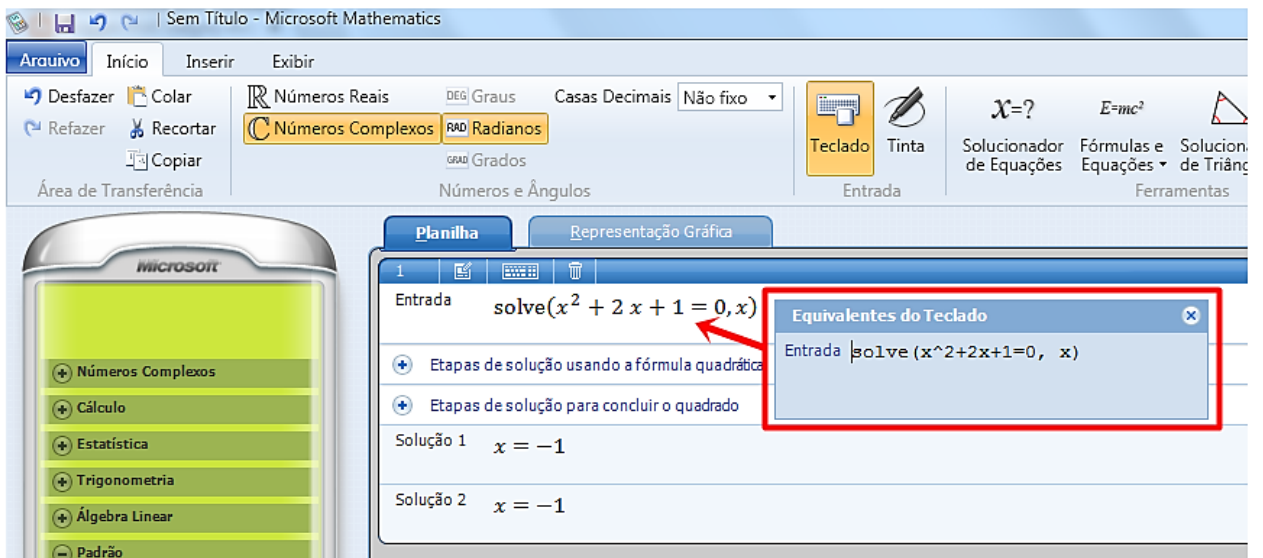 Sem Título - Microsoft Mathematics
Arquivo Início Inserir Exibir
Desfazer Colar ℝ Números Reais DEG Graus Casas Decimais Não fixo
Refazer Recortar ℂ Números Complexos RAD Radianos
Copiar GRAD Grados
Teclado Tinta
X=? E=mc²
Solucionador de Equações Fórmulas e Equações
Área de Transferência Números e Ângulos Entrada Ferramentas
Planilha Representação Gráfica
Microsoft
1
Entrada solve(x² + 2 x + 1 = 0, x)
Equivalentes do Teclado
Entrada solve(x^2+2x+1=0, x)
Etapas de solução usando a fórmula quadrática
Etapas de solução para concluir o quadrado
Solução 1 x = −1
Solução 2 x = −1
Números Complexos
Cálculo
Estatística
Trigonometria
Álgebra Linear
Padrão